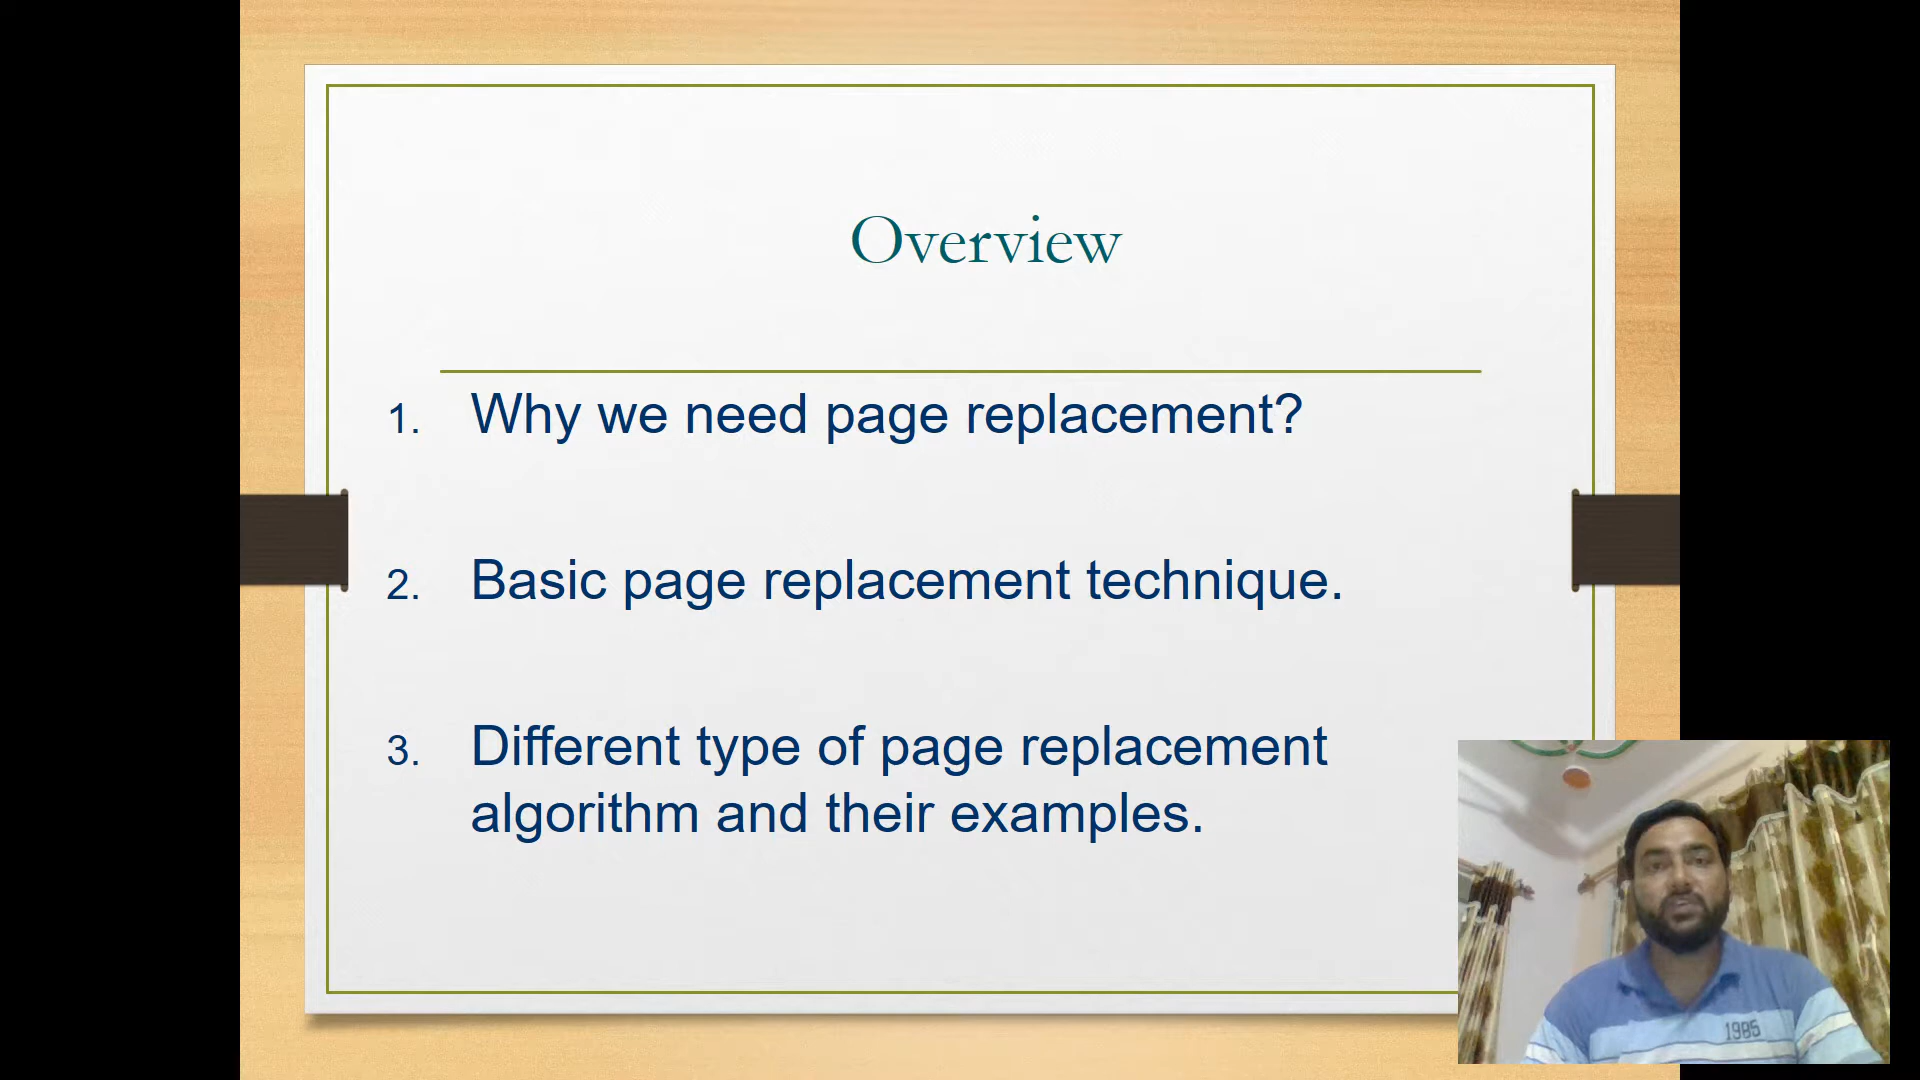 Overview
1. Why we need page replacement?
2. Basic page replacement technique.
3. Different type of page replacement
algorithm and their examples.
1985